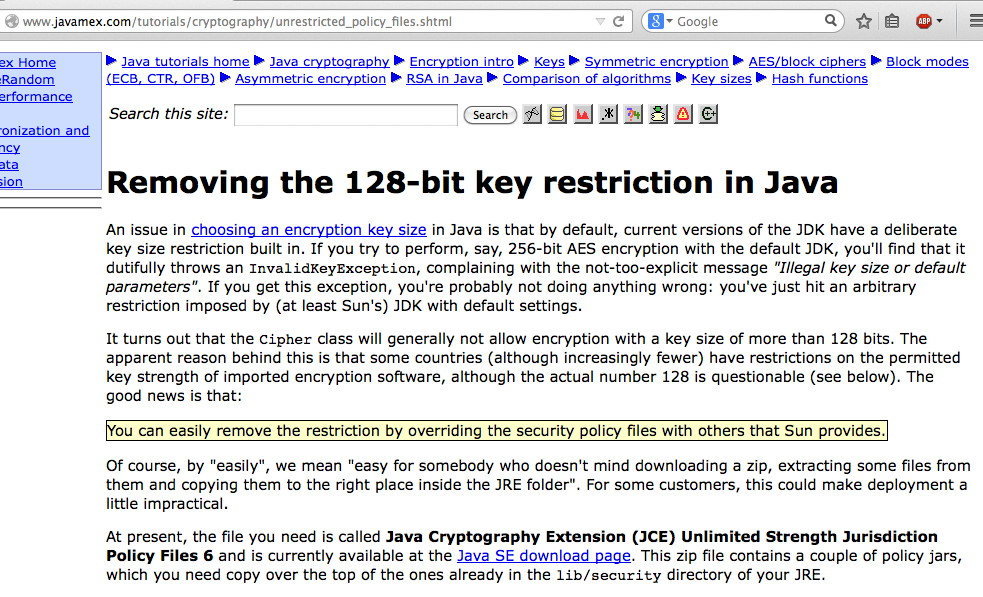 www.javamex.com/tutorials/cryptography/unrestricted_policy_files.shtml
Google
ABP
ex Home
eRandom
erformance
ronization and
ncy
ata
sion
Java tutorials home Java cryptography Encryption intro Keys Symmetric encryption AES/block ciphers Block modes
(ECB, CTR, OFB) Asymmetric encryption RSA in Java Comparison of algorithms Key sizes Hash functions
Search this site: Search
Removing the 128-bit key restriction in Java
An issue in choosing an encryption key size in Java is that by default, current versions of the JDK have a deliberate
key size restriction built in. If you try to perform, say, 256-bit AES encryption with the default JDK, you'll find that it
dutifully throws an InvalidKeyException, complaining with the not-too-explicit message "Illegal key size or default
parameters". If you get this exception, you're probably not doing anything wrong: you've just hit an arbitrary
restriction imposed by (at least Sun's) JDK with default settings.
It turns out that the Cipher class will generally not allow encryption with a key size of more than 128 bits. The
apparent reason behind this is that some countries (although increasingly fewer) have restrictions on the permitted
key strength of imported encryption software, although the actual number 128 is questionable (see below). The
good news is that:
You can easily remove the restriction by overriding the security policy files with others that Sun provides.
Of course, by "easily", we mean "easy for somebody who doesn't mind downloading a zip, extracting some files from
them and copying them to the right place inside the JRE folder". For some customers, this could make deployment a
little impractical.
At present, the file you need is called Java Cryptography Extension (JCE) Unlimited Strength Jurisdiction
Policy Files 6 and is currently available at the Java SE download page. This zip file contains a couple of policy jars,
which you need copy over the top of the ones already in the lib/security directory of your JRE.